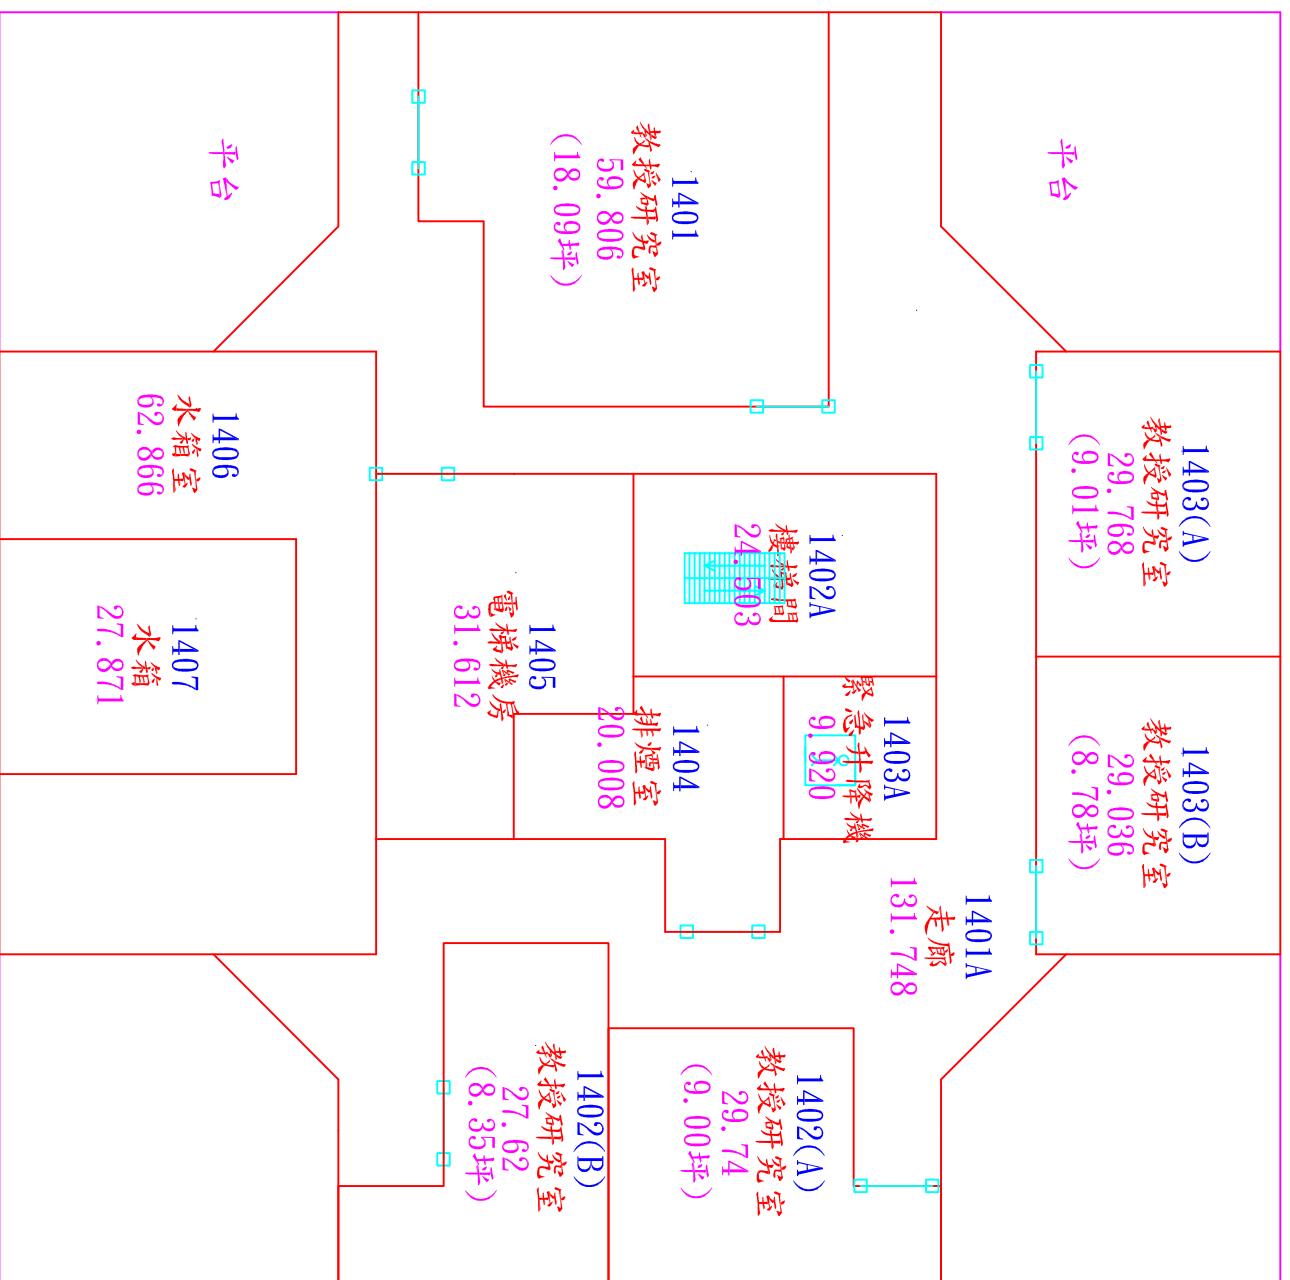 平台
1401
教授研究室
59.806
(18.09坪)
平台
1406
水箱室
62.866
1403(A)
教授研究室
29.768
(9.01坪)
1402A
樓梯間
24.503
1407
水箱
27.871
1405
電梯機房
31.612
1404
排煙室
20.008
1403A
緊急升降機
9.920
1403(B)
教授研究室
29.036
(8.78坪)
1401A
走廊
131.748
1402(B)
教授研究室
27.62
(8.35坪)
1402(A)
教授研究室
29.74
(9.00坪)